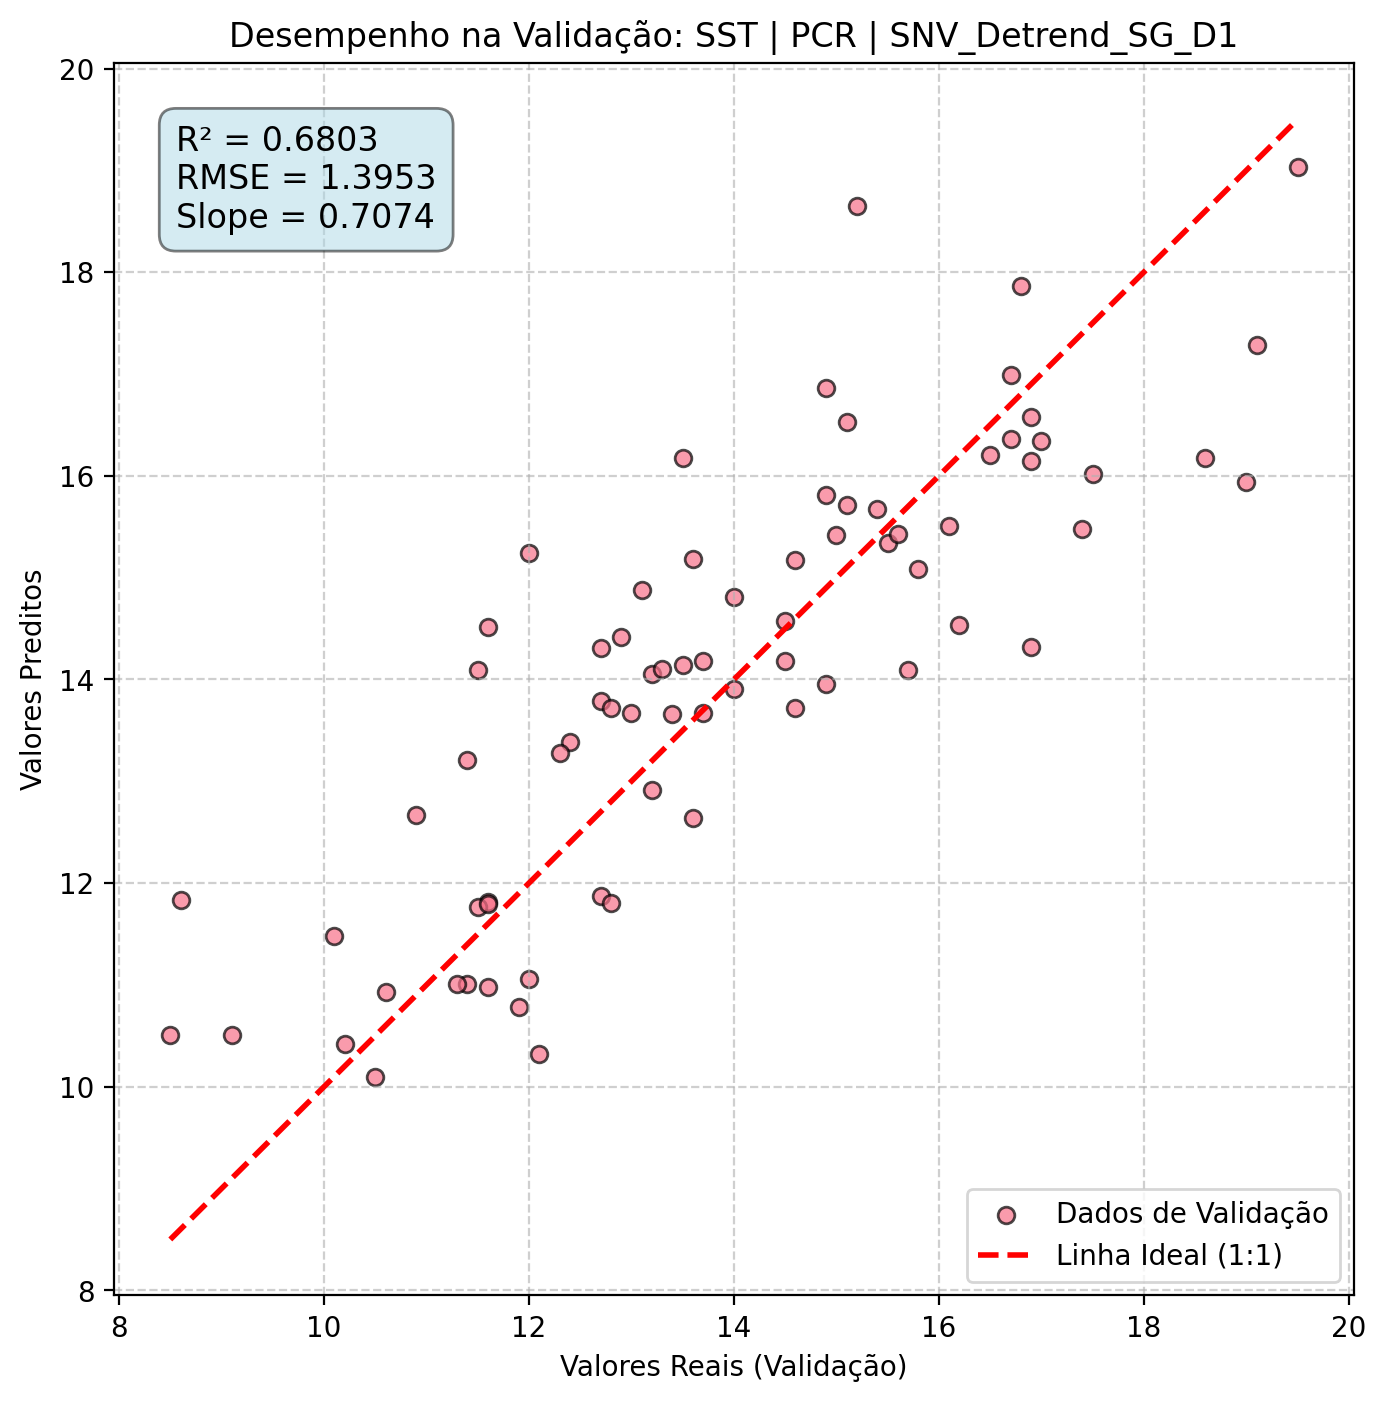 Desempenho na Validação: SST | PCR | SNV_Detrend_SG_D1
R² = 0.6803
RMSE = 1.3953
Slope = 0.7074
Valores Preditos
20
18
16
14
12
10
8
Dados de Validação
Linha Ideal (1:1)
8 10 12 14 16 18 20
Valores Reais (Validação)